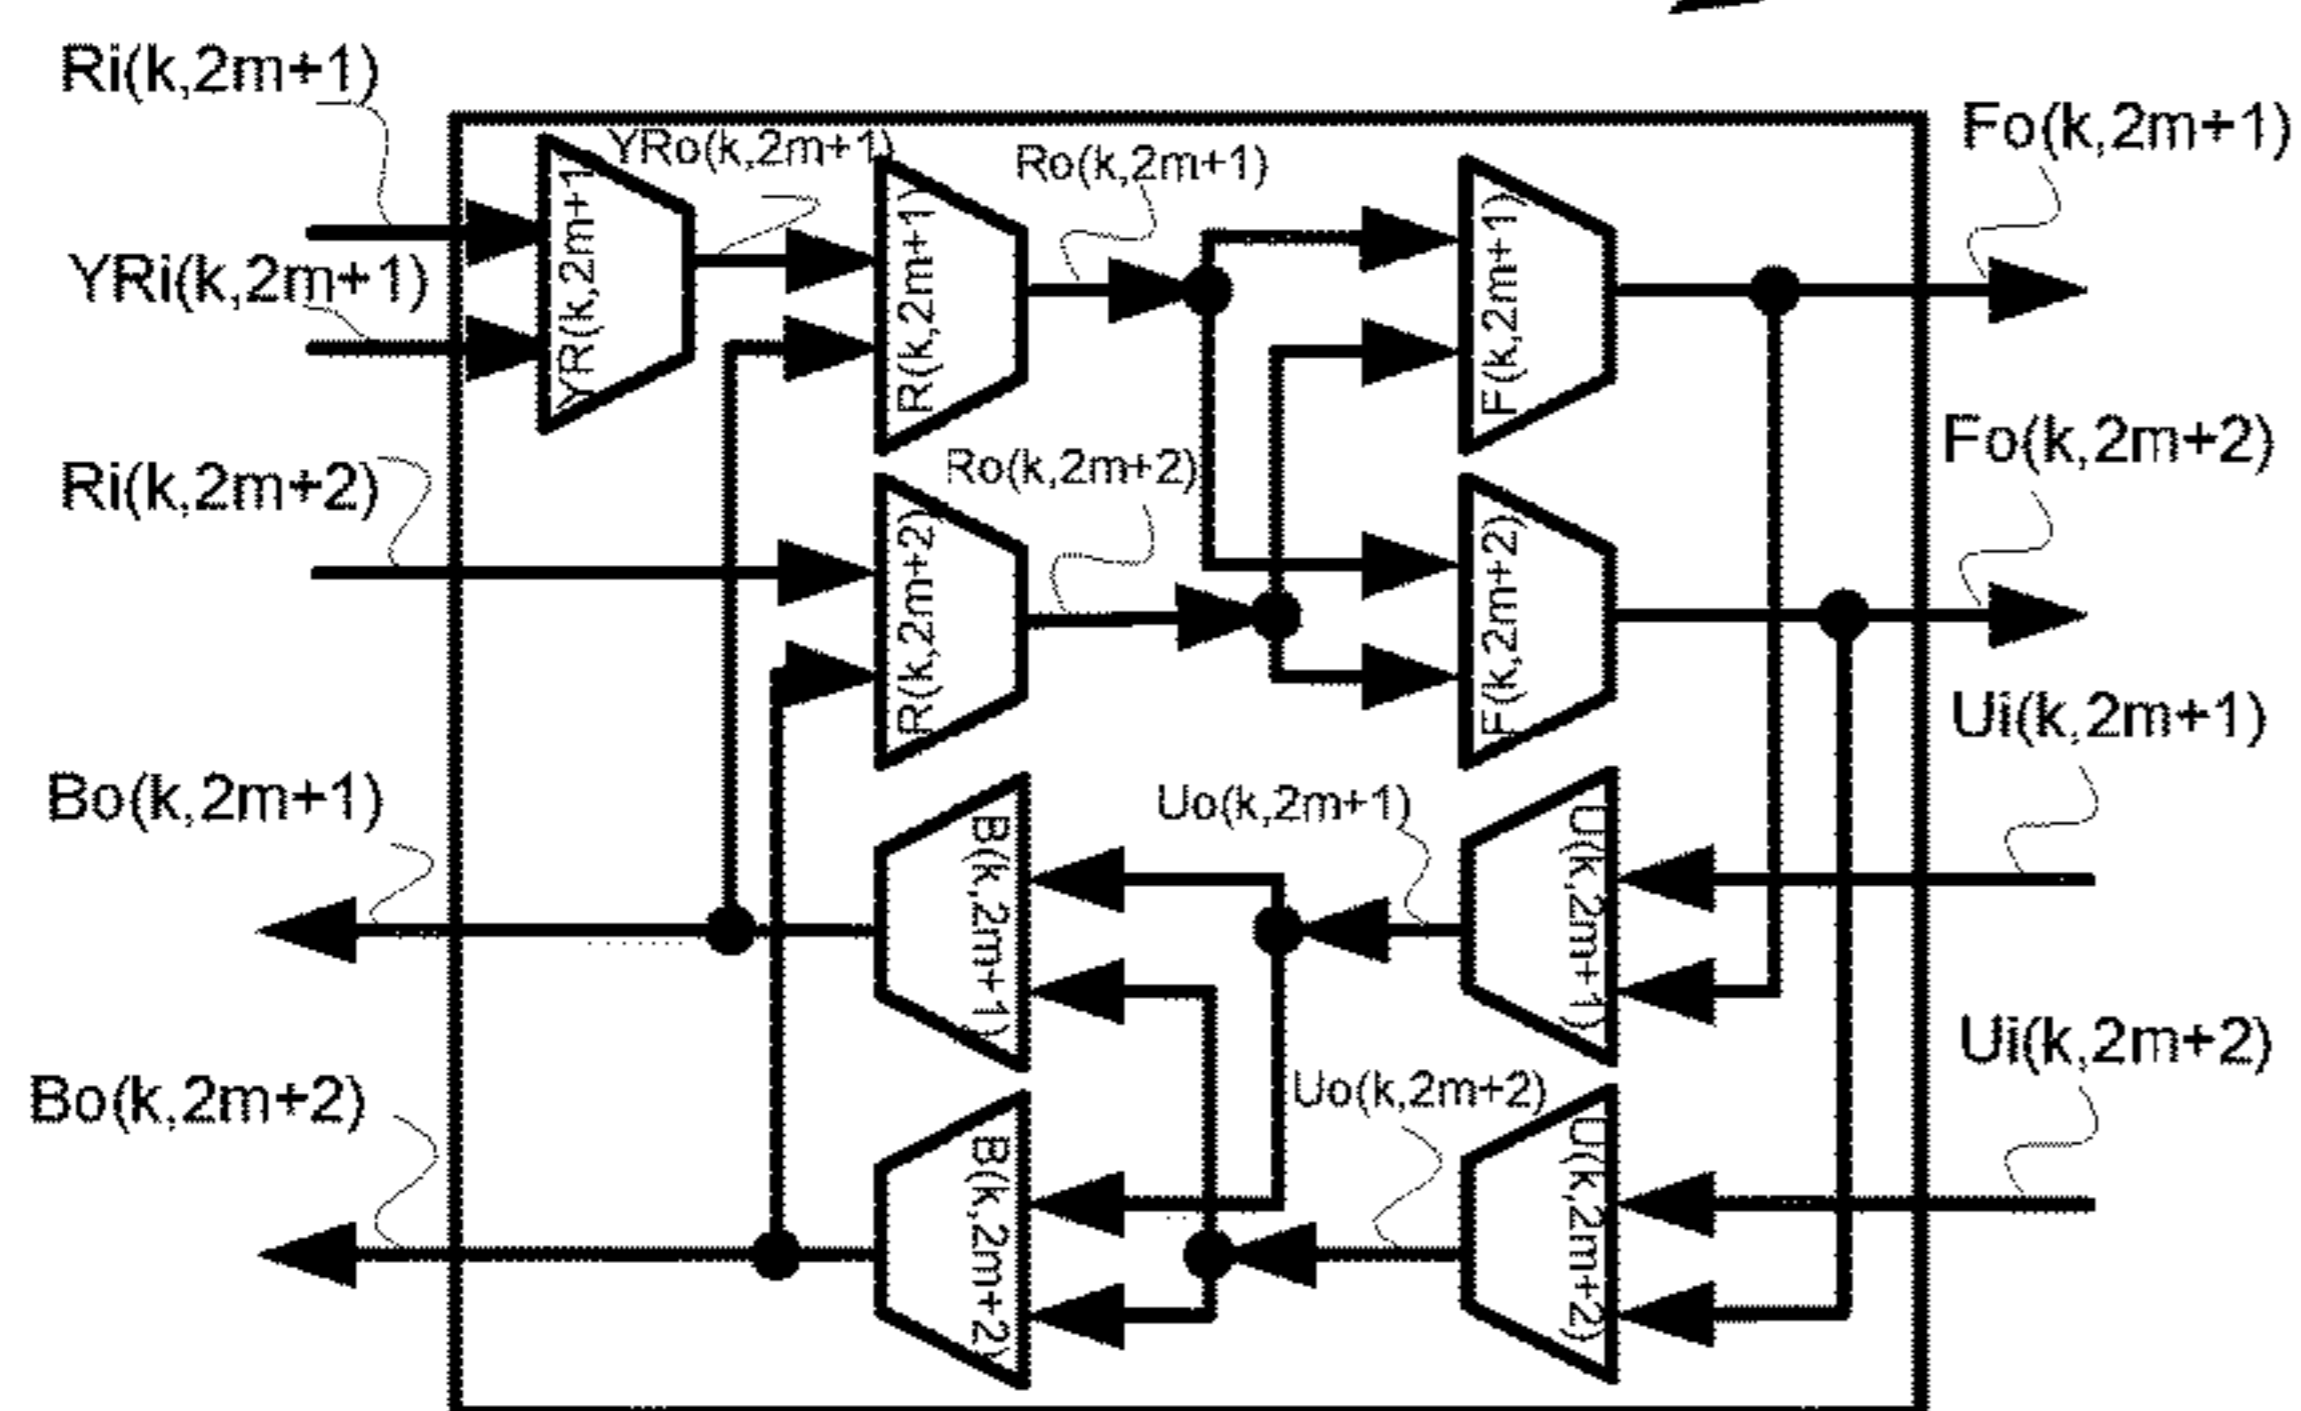 Ri(k,2m+1)
YRi(k,2m+1)
Ri(k,2m+2)
Bo(k,2m+1)
Bo(k,2m+2)
YR(k,2m+1
YRo(k,2m+1)
R(k,2m+1)
Ro(k,2m+1)
F(k,2m+1)
R(k,2m+2)
Ro(k,2m+2)
F(k,2m+2)
B(k,2m+1)
Uo(k,2m+1)
U(k,2m+1)
B(k,2m+2)
Uo(k,2m+2)
U(k,2m+2)
Fo(k,2m+1)
Fo(k,2m+2)
Ui(k,2m+1)
Ui(k,2m+2)